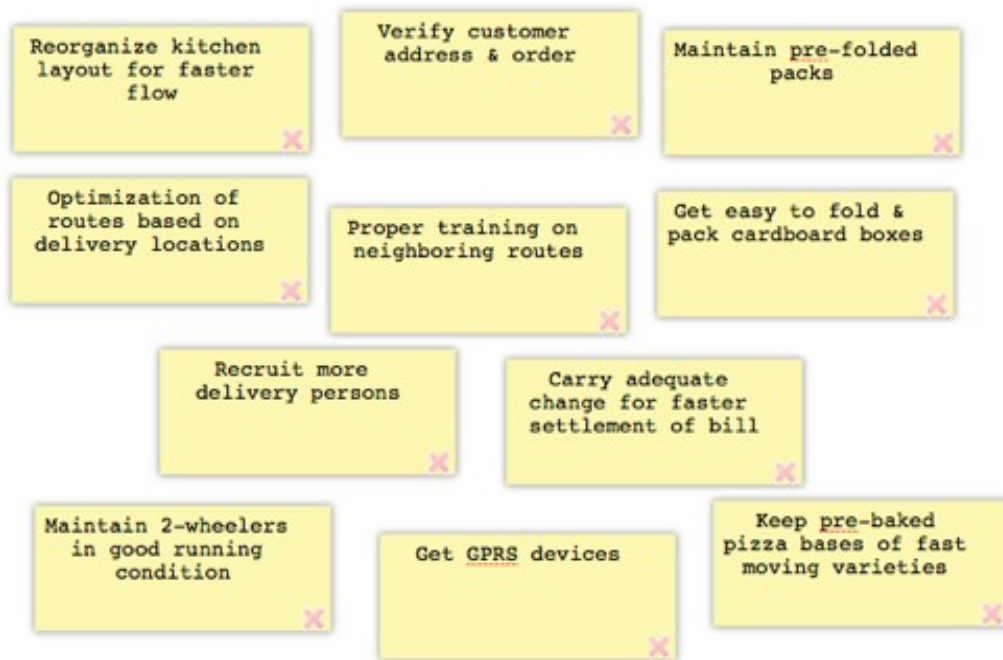 Reorganize kitchen
layout for faster
flow
Verify customer
address & order
Maintain pre-folded
packs
Optimization of
routes based on
delivery locations
Proper training on
neighboring routes
Get easy to fold &
pack cardboard boxes
Recruit more
delivery persons
Carry adequate
change for faster
settlement of bill
Maintain 2-wheelers
in good running
condition
Get GPRS devices
Keep pre-baked
pizza bases of fast
moving varieties